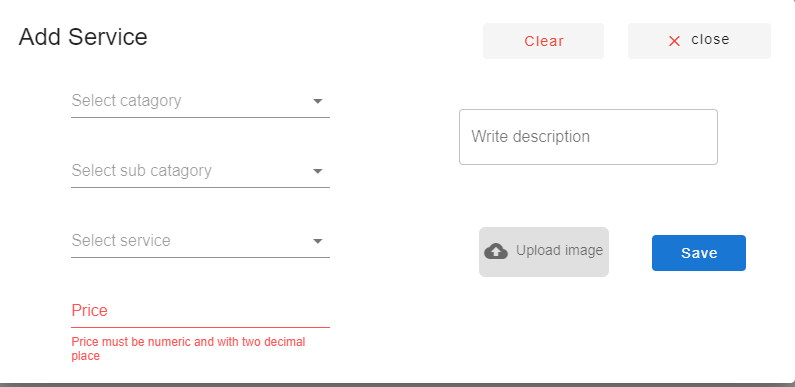 Add Service
Clear
close
Select catagory
Write description
Select sub catagory
Select service
Upload image
Save
Price
Price must be numeric and with two decimal
place